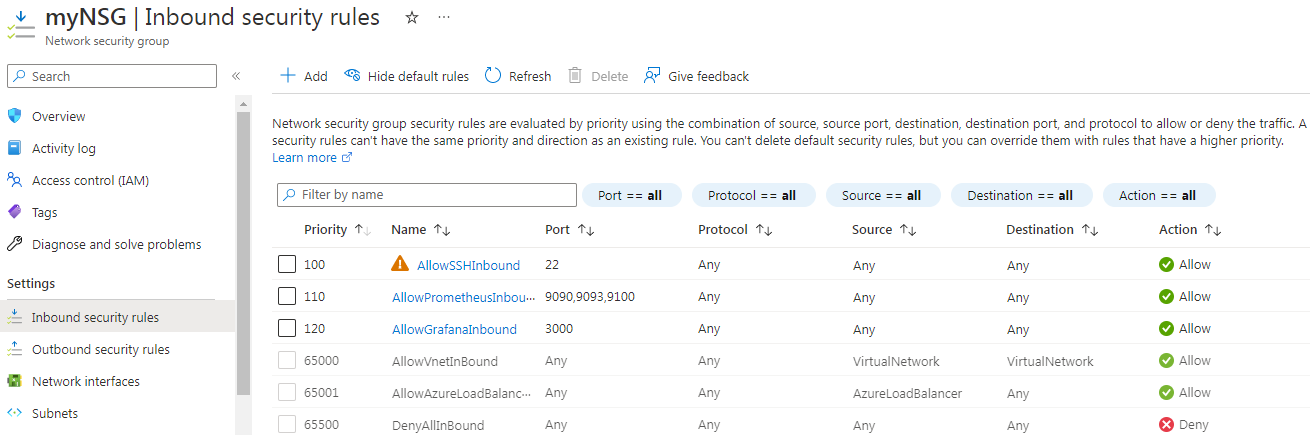 myNSG | Inbound security rules ☆ ···
Network security group
Search «
Overview
Activity log
Access control (IAM)
Tags
Diagnose and solve problems
Settings
Inbound security rules
Outbound security rules
Network interfaces
Subnets
Add Hide default rules Refresh Delete Give feedback
Network security group security rules are evaluated by priority using the combination of source, source port, destination, destination port, and protocol to allow or deny the traffic. A
security rules can't have the same priority and direction as an existing rule. You can't delete default security rules, but you can override them with rules that have a higher priority.
Learn more
Filter by name Port == all Protocol == all Source == all Destination == all Action == all
Priority ↑↓ Name ↑↓ Port ↑↓ Protocol ↑↓ Source ↑↓ Destination ↑↓ Action ↑↓
100 AllowSSHInbound 22 Any Any Any Allow
110 AllowPrometheusInbou··· 9090,9093,9100 Any Any Any Allow
120 AllowGrafanaInbound 3000 Any Any Any Allow
65000 AllowVnetInBound Any Any VirtualNetwork VirtualNetwork Allow
65001 AllowAzureLoadBalanc··· Any Any AzureLoadBalancer Any Allow
65500 DenyAllInBound Any Any Any Any Deny